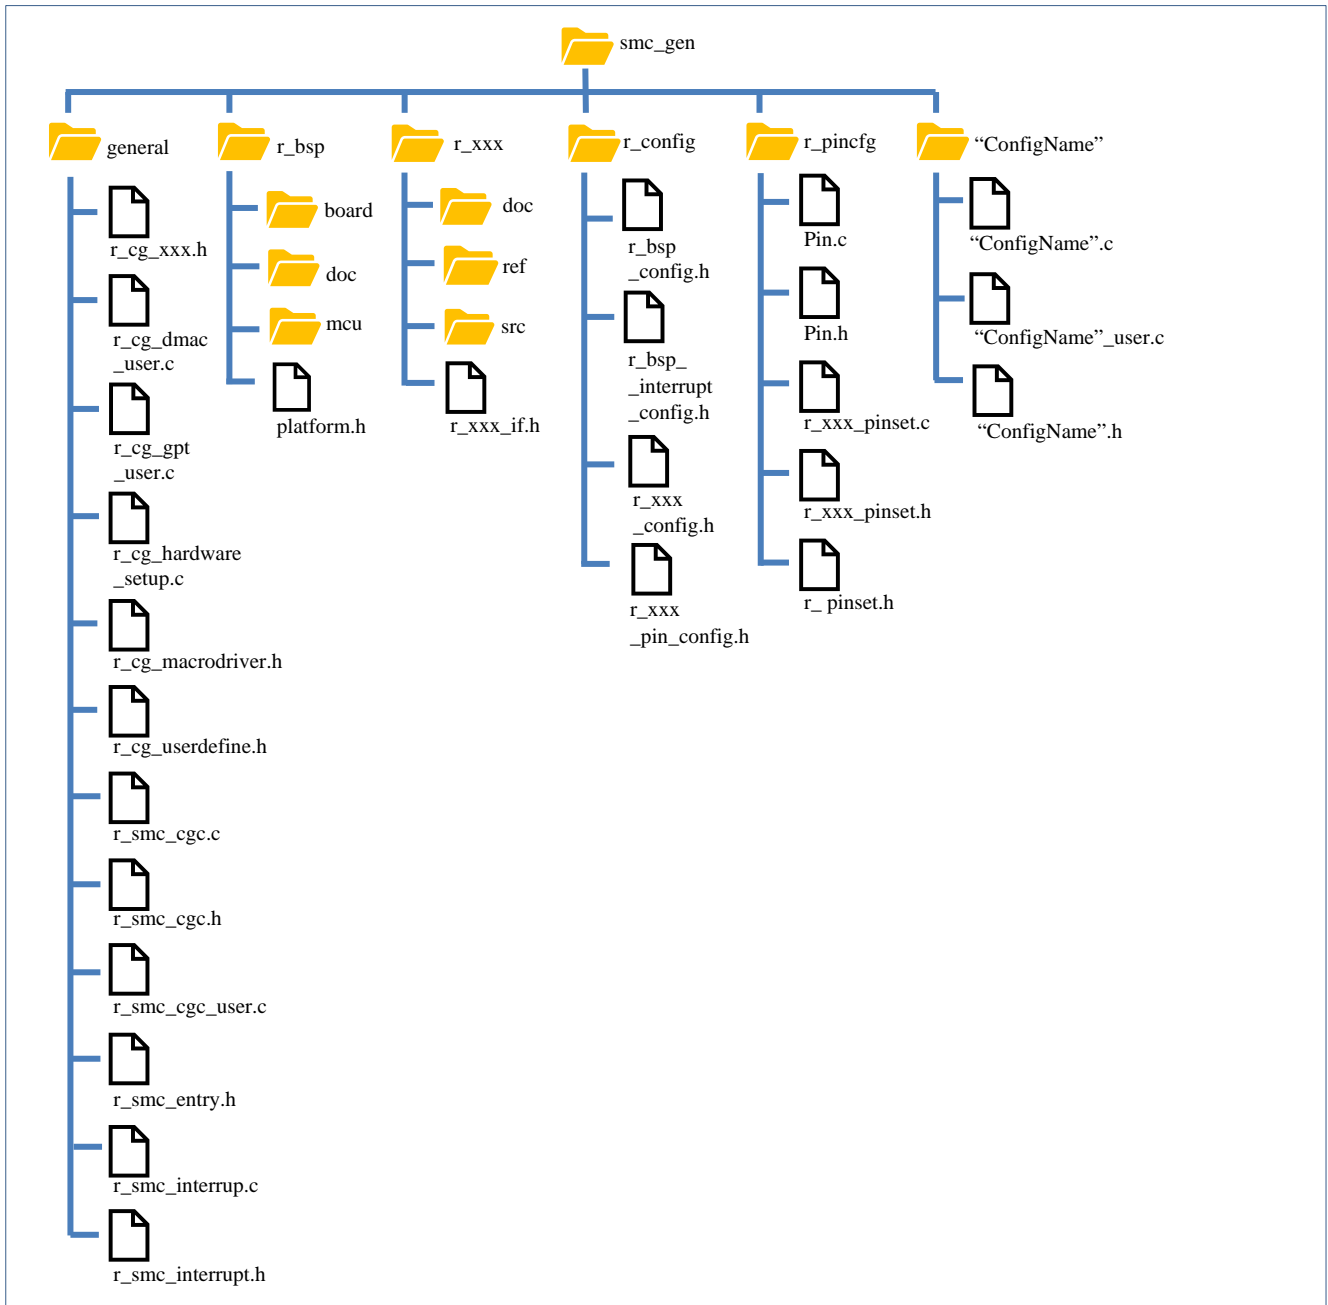 smc_gen
general
r_cg_xxx.h
r_cg_dmac
_user.c
r_cg_gpt
_user.c
r_cg_hardware
_setup.c
r_cg_macrodriver.h
r_cg_userdefine.h
r_smc_cgc.c
r_smc_cgc.h
r_smc_cgc_user.c
r_smc_entry.h
r_smc_interrup.c
r_smc_interrupt.h
r_bsp
board
doc
mcu
platform.h
r_xxx
doc
ref
src
r_xxx_if.h
r_config
r_bsp
_config.h
r_bsp_
_interrupt
_config.h
r_xxx
_config.h
r_xxx
_pin_config.h
r_pincfg
Pin.c
Pin.h
r_xxx_pinset.c
r_xxx_pinset.h
r_ pinset.h
“ConfigName”
“ConfigName”.c
“ConfigName”_user.c
“ConfigName”.h